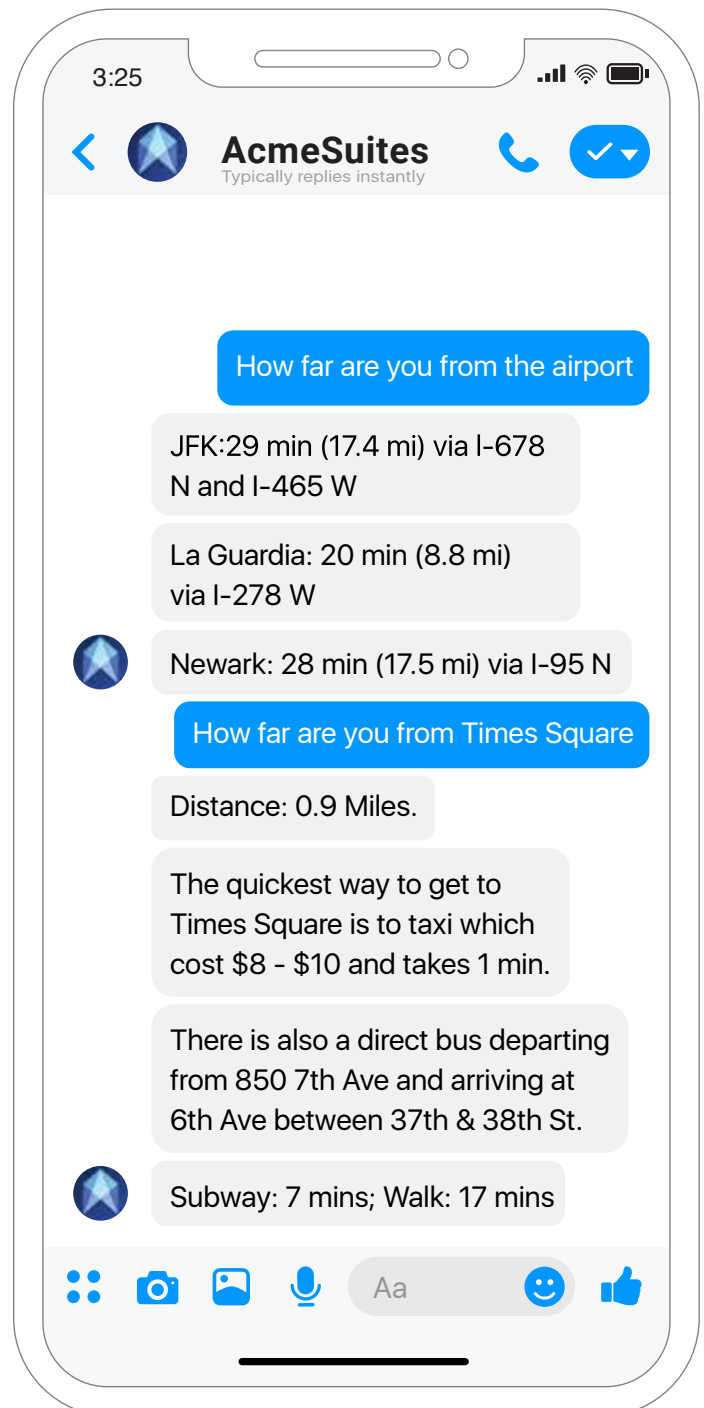 3:25
AcmeSuites
Typically replies instantly
How far are you from the airport
JFK:29 min (17.4 mi) via I-678
N and I-465 W
La Guardia: 20 min (8.8 mi)
via I-278 W
Newark: 28 min (17.5 mi) via I-95 N
How far are you from Times Square
Distance: 0.9 Miles.
The quickest way to get to
Times Square is to taxi which
cost $8 - $10 and takes 1 min.
There is also a direct bus departing
from 850 7th Ave and arriving at
6th Ave between 37th & 38th St.
Subway: 7 mins; Walk: 17 mins
Aa